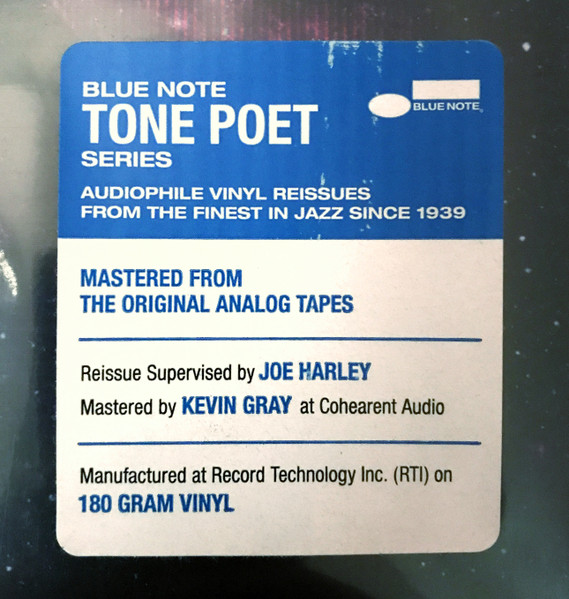 BLUE NOTE
TONE POET
SERIES
BLUE NOTE
AUDIOPHILE VINYL REISSUES
FROM THE FINEST IN JAZZ SINCE 1939
MASTERED FROM
THE ORIGINAL ANALOG TAPES
Reissue Supervised by JOE HARLEY
Mastered by KEVIN GRAY at Cohearent Audio
Manufactured at Record Technology Inc. (RTI) on
180 GRAM VINYL